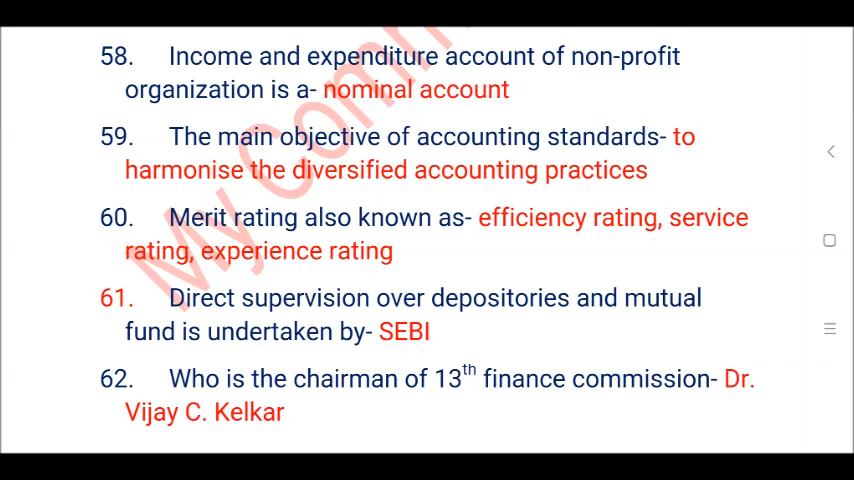 58. Income and expenditure account of non-profit
organization is a- nominal account
59. The main objective of accounting standards- to
harmonise the diversified accounting practices
60. Merit rating also known as- efficiency rating, service
rating, experience rating
61. Direct supervision over depositories and mutual
fund is undertaken by- SEBI
62. Who is the chairman of 13th finance commission- Dr.
Vijay C. Kelkar
My Comm